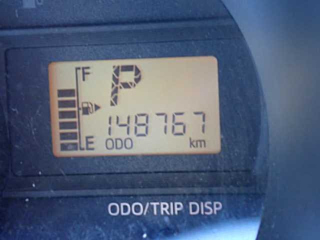 F
P
148767
E ODO km
ODO/TRIP DISP